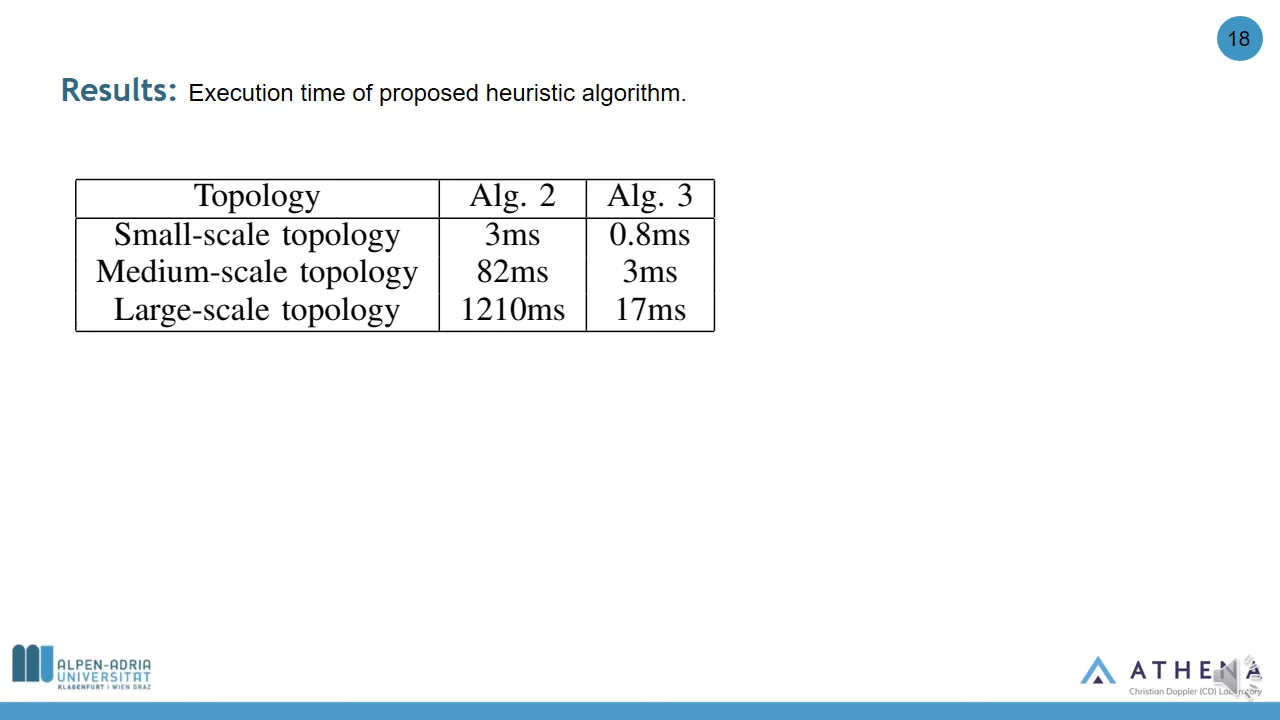 18
Results: Execution time of proposed heuristic algorithm.
Topology Alg. 2 Alg. 3
Small-scale topology 3ms 0.8ms
Medium-scale topology 82ms 3ms
Large-scale topology 1210ms 17ms
ALPEN-ADRIA
UNIVERSITÄT
KLAGENFURT | WIEN GRAZ
ATHENA
Christian Doppler (CD) Laboratory